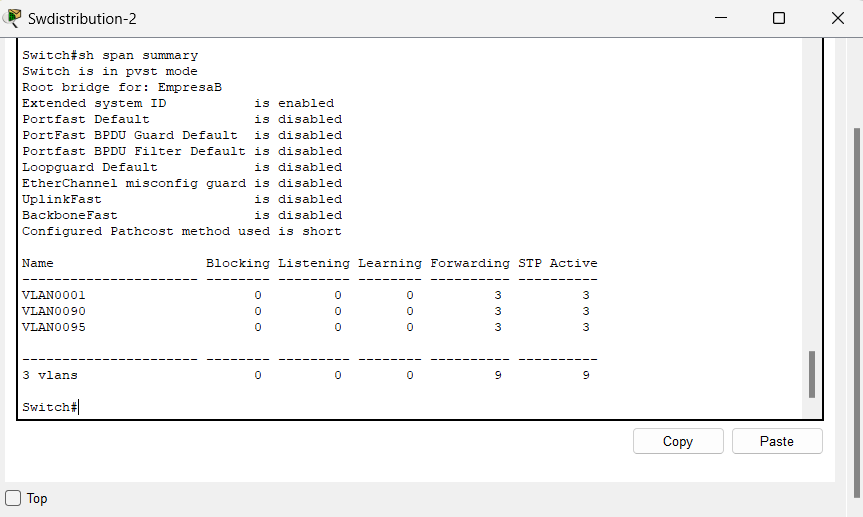 Swdistribution-2
Switch#sh span summary
Switch is in pvst mode
Root bridge for: EmpresaB
Extended system ID           is enabled
Portfast Default             is disabled
PortFast BPDU Guard Default  is disabled
Portfast BPDU Filter Default is disabled
Loopguard Default            is disabled
EtherChannel misconfig guard is disabled
UplinkFast                   is disabled
BackboneFast                 is disabled
Configured Pathcost method used is short
Name                   Blocking Listening Learning Forwarding STP Active
---------------------- -------- --------- -------- ---------- ----------
VLAN0001                     0         0        0          3          3
VLAN0090                     0         0        0          3          3
VLAN0095                     0         0        0          3          3
---------------------- -------- --------- -------- ---------- ----------
3 vlans                      0         0        0          9          9
Switch#
Copy Paste
Top